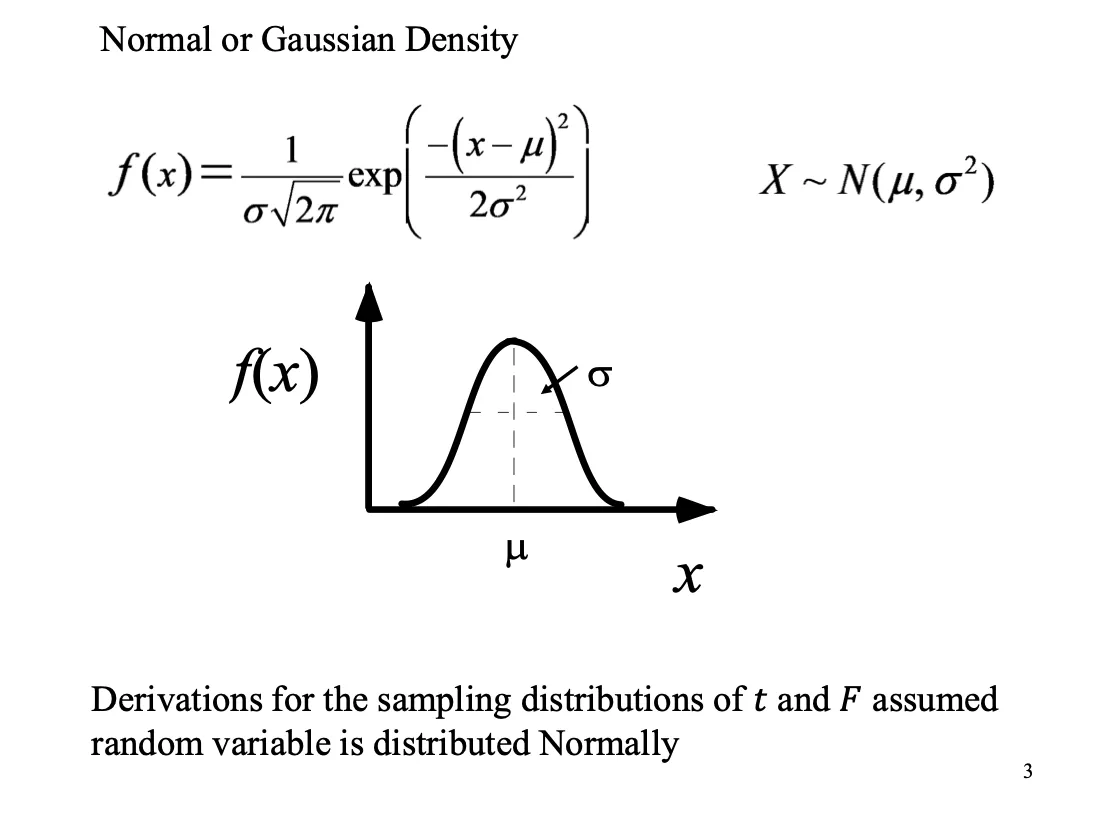 Normal or Gaussian Density
f(x) = 1/(σ√2π) exp(−(x − μ)²/(2σ²))
X ~ N(μ, σ²)
f(x)
σ
μ
x
Derivations for the sampling distributions of t and F assumed
random variable is distributed Normally
3